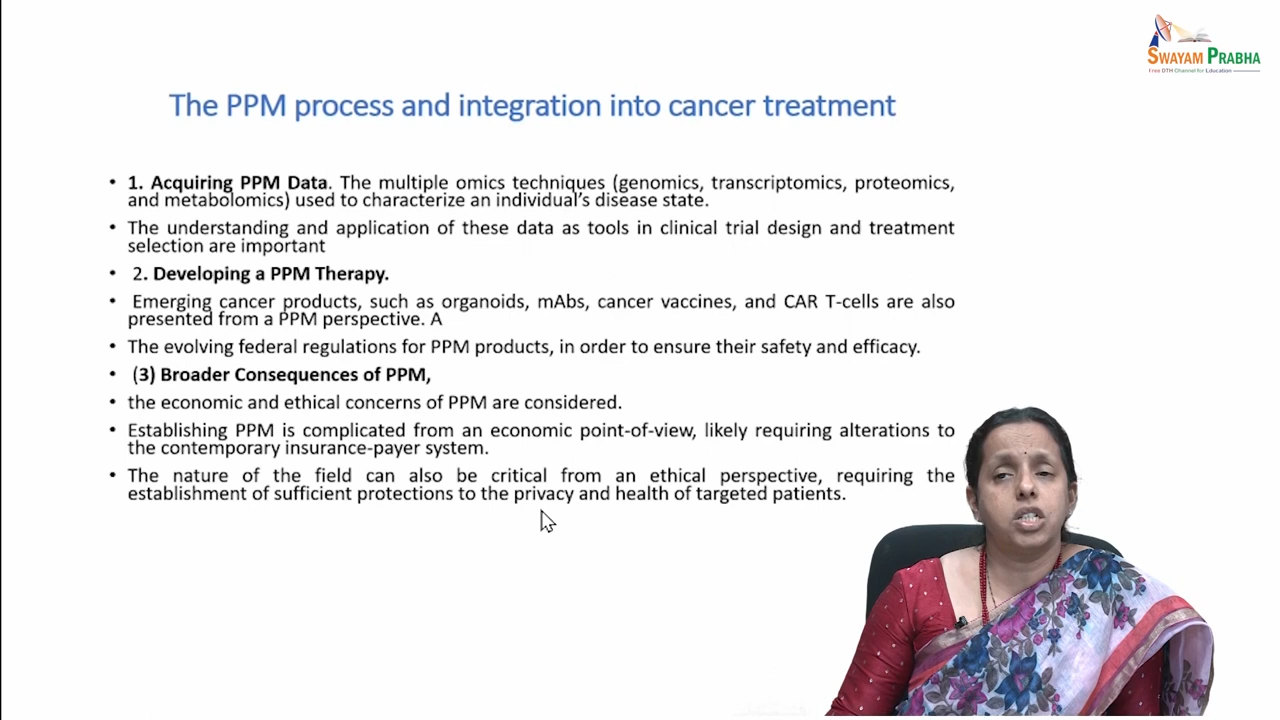 SWAYAM PRABHA
Free DTH Channel for Education
The PPM process and integration into cancer treatment
• 1. Acquiring PPM Data. The multiple omics techniques (genomics, transcriptomics, proteomics,
and metabolomics) used to characterize an individual's disease state.
• The understanding and application of these data as tools in clinical trial design and treatment
selection are important
• 2. Developing a PPM Therapy.
• Emerging cancer products, such as organoids, mAbs, cancer vaccines, and CAR T-cells are also
presented from a PPM perspective. A
• The evolving federal regulations for PPM products, in order to ensure their safety and efficacy.
• (3) Broader Consequences of PPM,
• the economic and ethical concerns of PPM are considered.
• Establishing PPM is complicated from an economic point-of-view, likely requiring alterations to
the contemporary insurance-payer system.
• The nature of the field can also be critical from an ethical perspective, requiring the
establishment of sufficient protections to the privacy and health of targeted patients.